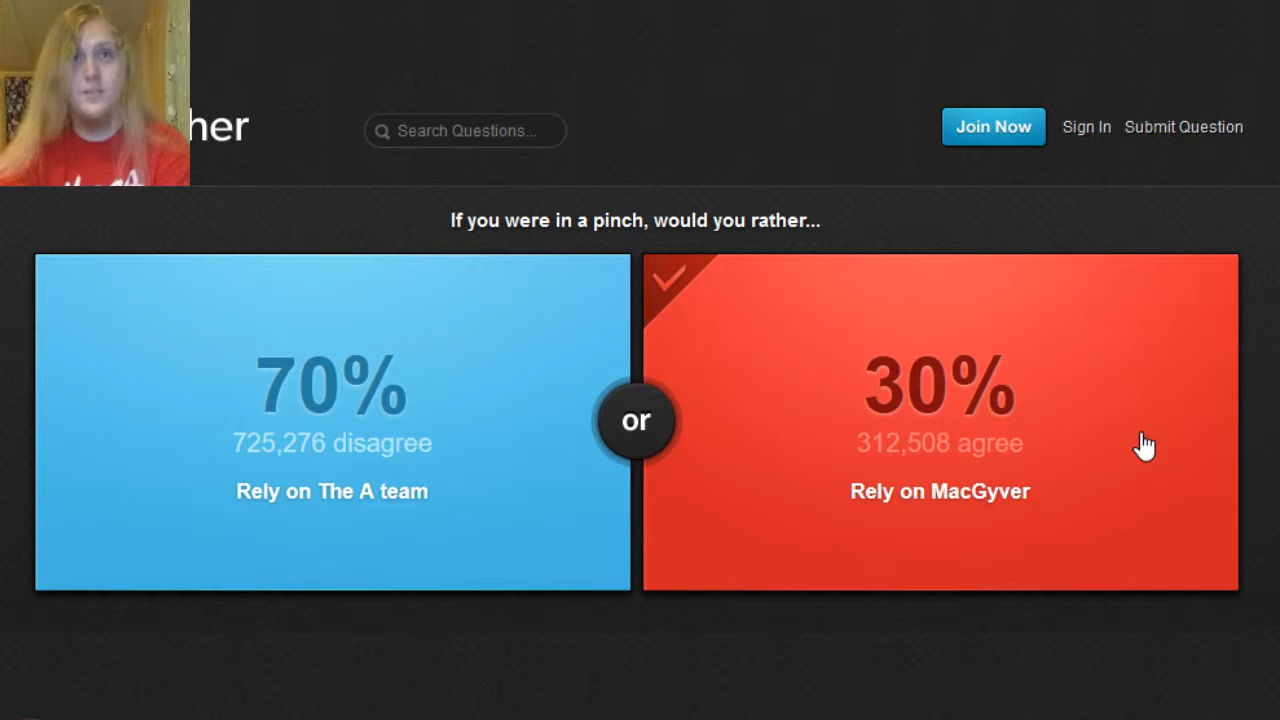 her
Search Questions...
Join Now
Sign In
Submit Question
If you were in a pinch, would you rather...
70%
725,276 disagree
Rely on The A team
or
30%
312,508 agree
Rely on MacGyver